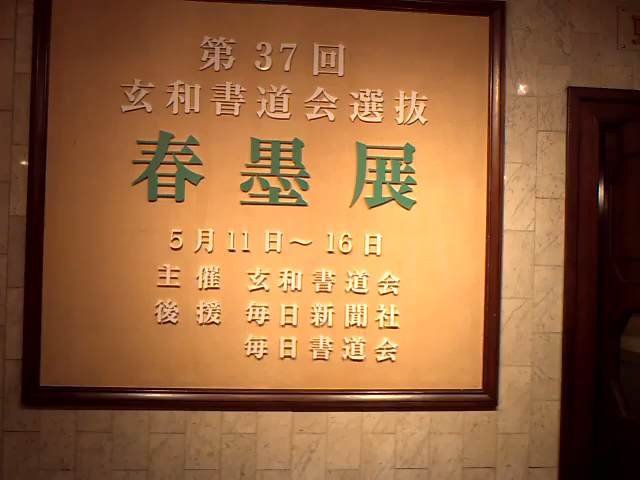 第37回
玄和書道会選抜
春墨展
5月11日～16日
主催 玄和書道会
後援 毎日新聞社
毎日書道会